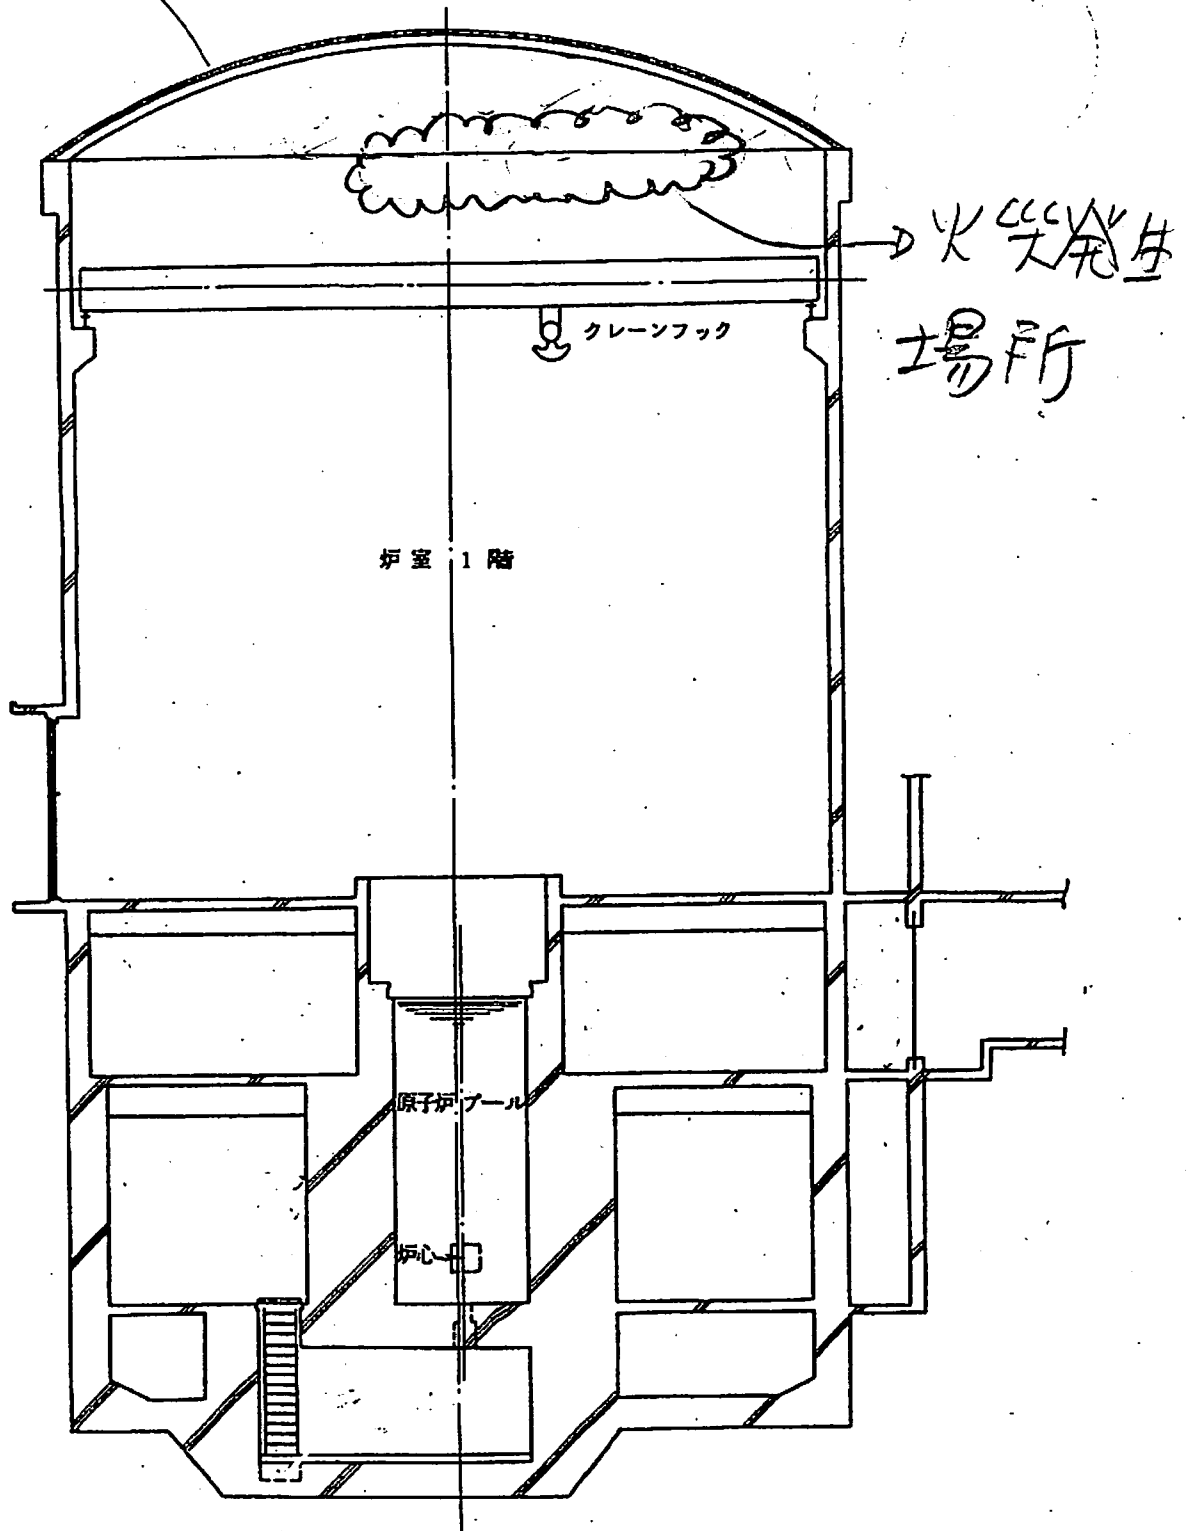 火災発生
場所
クレーンフック
炉室 1階
原子炉プール
炉心